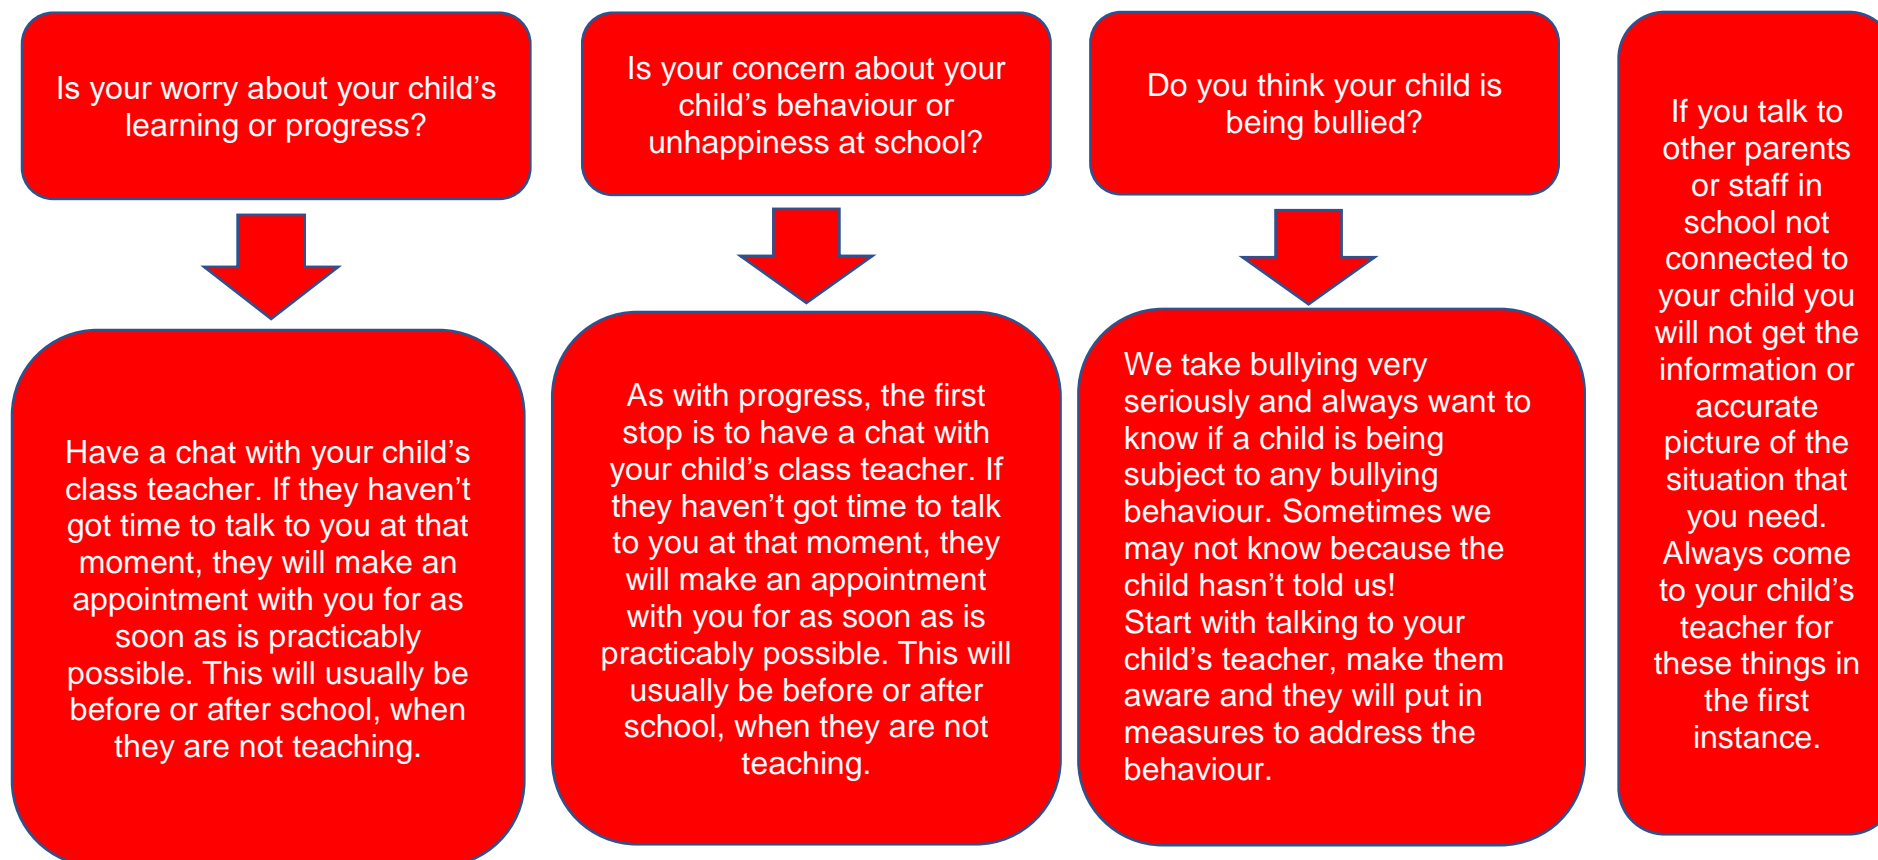 Is your worry about your child’s
learning or progress?
Have a chat with your child’s
class teacher. If they haven’t
got time to talk to you at that
moment, they will make an
appointment with you for as
soon as is practicably
possible. This will usually be
before or after school, when
they are not teaching.
Is your concern about your
child’s behaviour or
unhappiness at school?
As with progress, the first
stop is to have a chat with
your child’s class teacher. If
they haven’t got time to talk
to you at that moment, they
will make an appointment
with you for as soon as is
practicably possible. This will
usually be before or after
school, when they are not
teaching.
Do you think your child is
being bullied?
We take bullying very
seriously and always want to
know if a child is being
subject to any bullying
behaviour. Sometimes we
may not know because the
child hasn’t told us!
Start with talking to your
child’s teacher, make them
aware and they will put in
measures to address the
behaviour.
If you talk to
other parents
or staff in
school not
connected to
your child you
will not get the
information or
accurate
picture of the
situation that
you need.
Always come
to your child’s
teacher for
these things in
the first
instance.